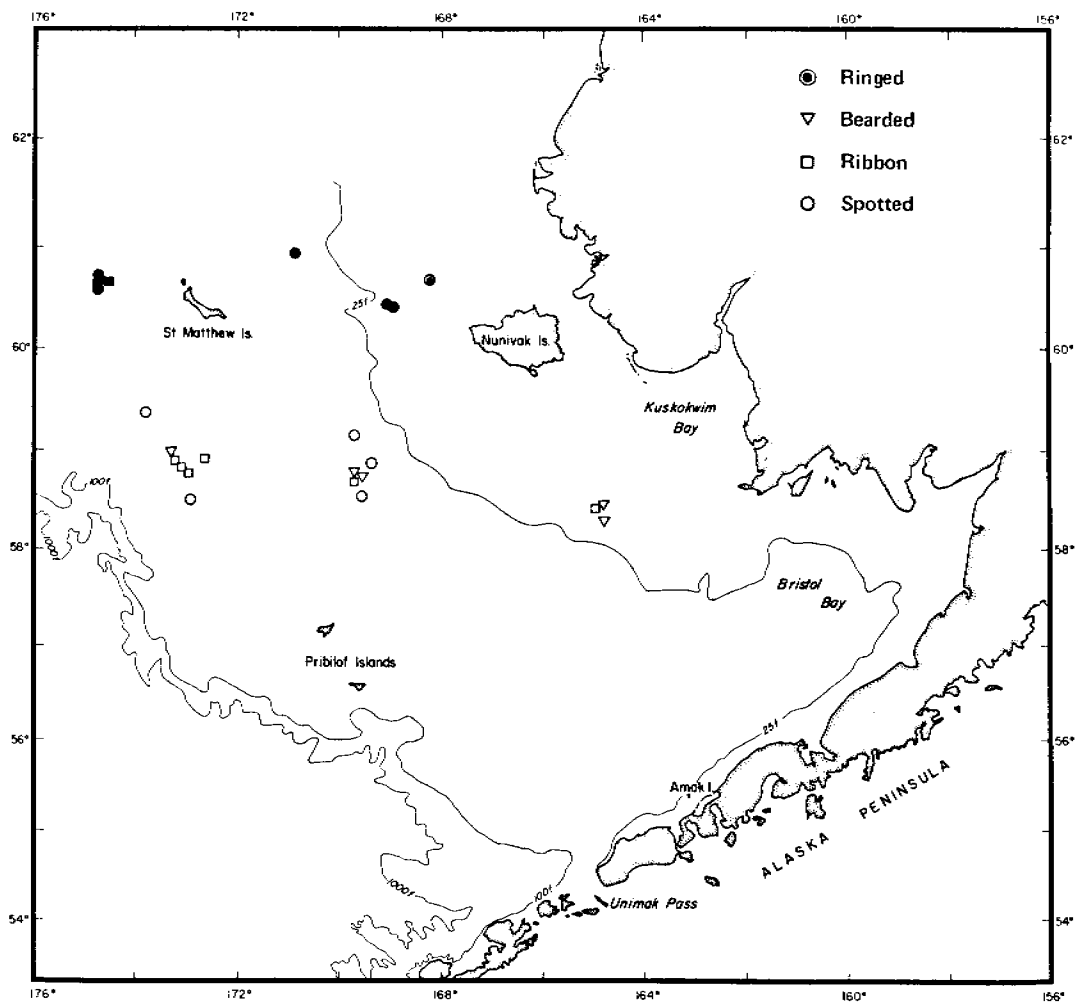 176° 172° 168° 164° 160° 156°
Ringed
Bearded
Ribbon
Spotted
62° 62°
25f
St Matthew Is.
Nunivak Is.
60° 60°
Kuskokwim
Bay
100f
1000f
58° 58°
Bristol
Bay
Pribilof Islands
56° 56°
25f
Amak I.
ALASKA PENINSULA
1000f
100f
Unimak Pass
54° 54°
176° 172° 168° 164° 160° 156°